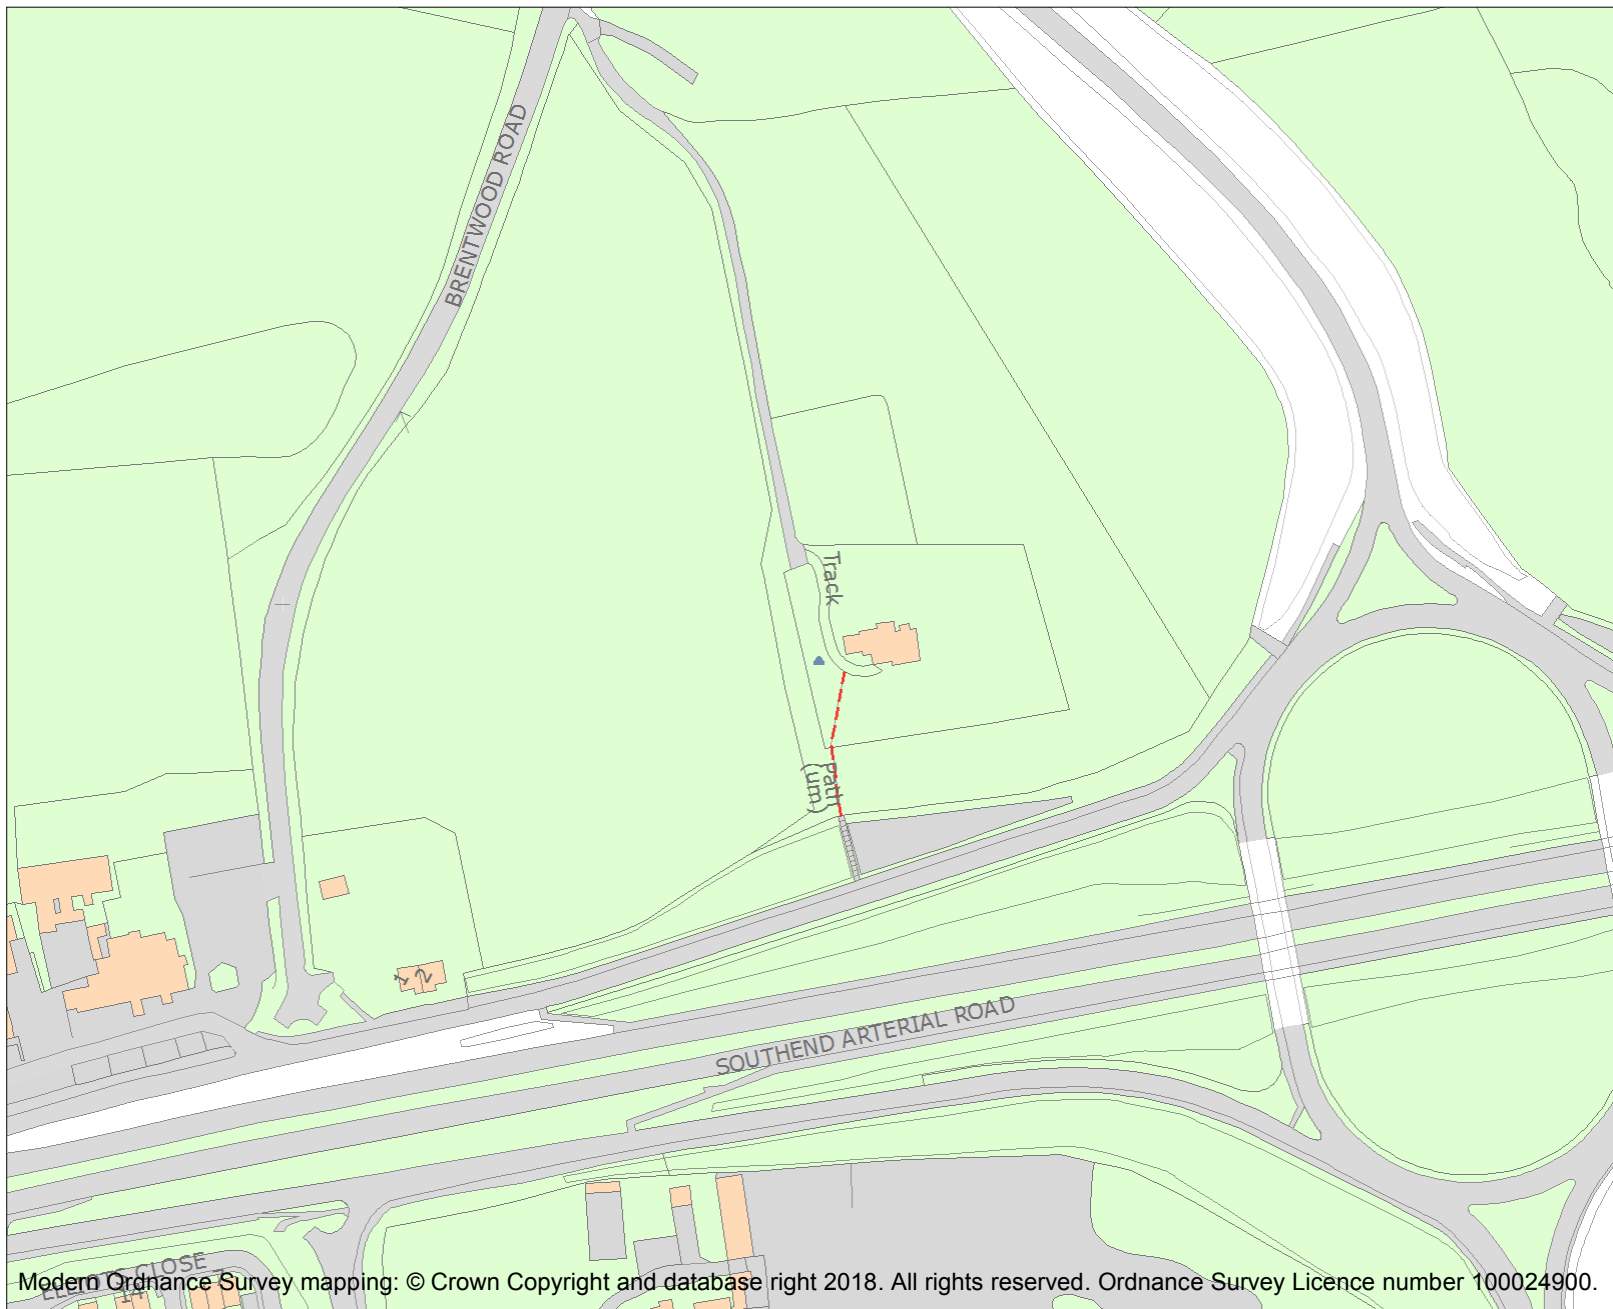 BRENTWOOD ROAD
Track
Path
(um)
1
2
SOUTHEND ARTERIAL ROAD
CLOSE
Modern Ordnance Survey mapping: © Crown Copyright and database right 2018. All rights reserved. Ordnance Survey Licence number 100024900.